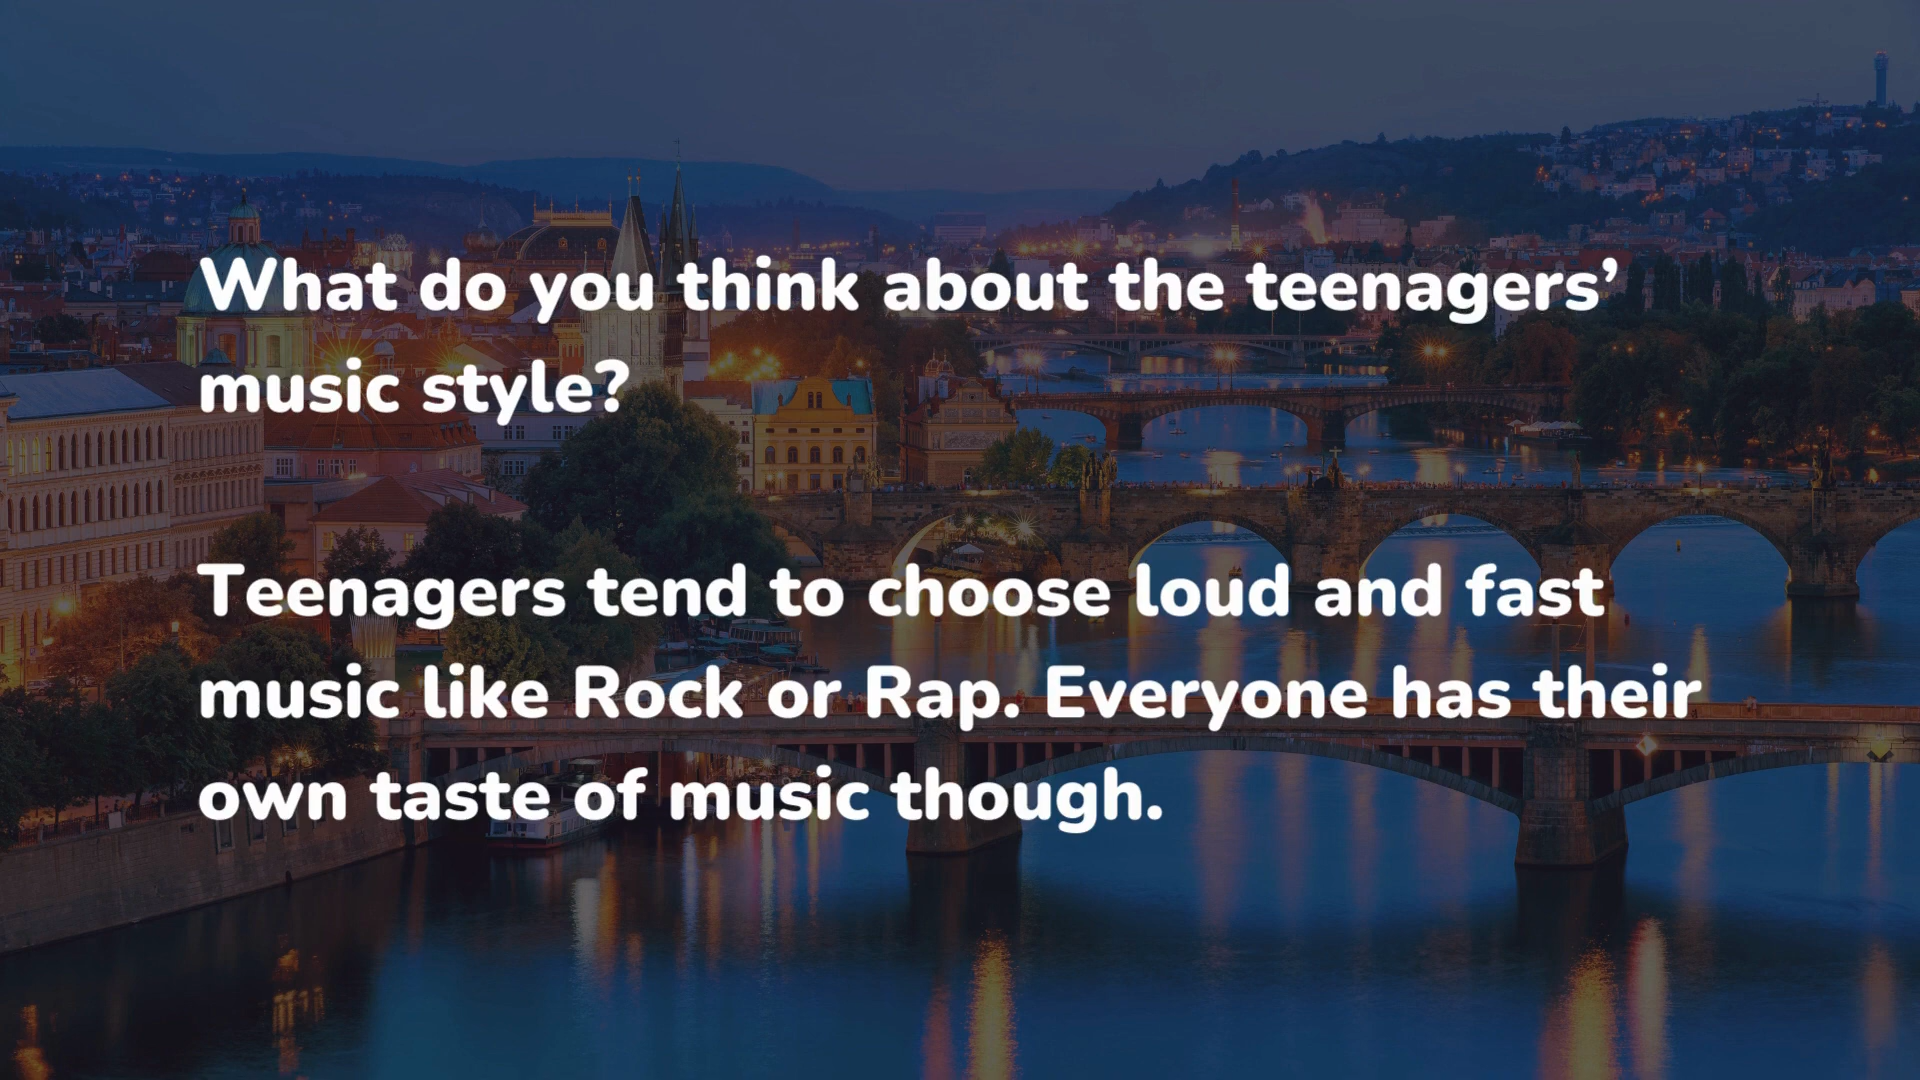 What do you think about the teenagers’
music style?
Teenagers tend to choose loud and fast
music like Rock or Rap. Everyone has their
own taste of music though.